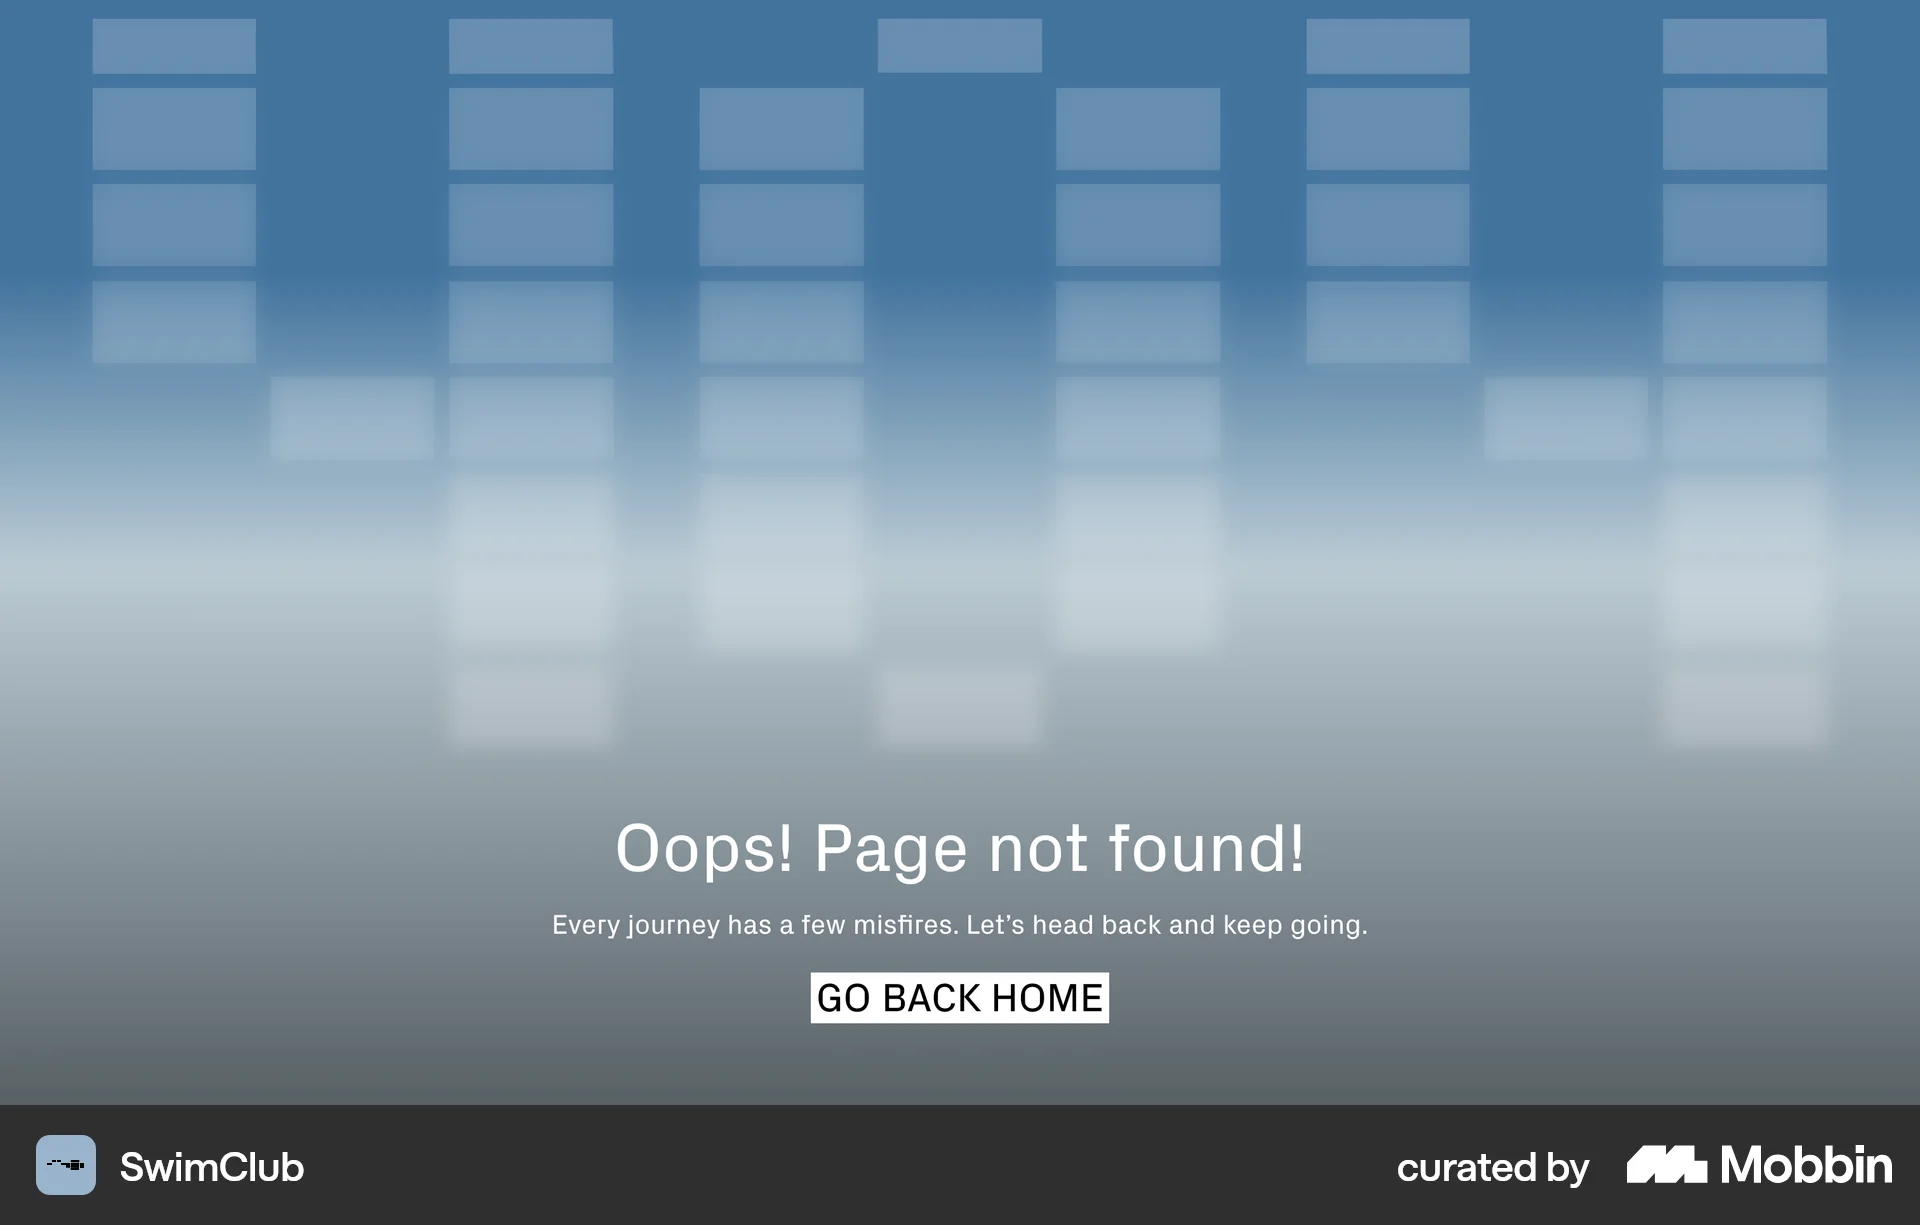 Oops! Page not found!
Every journey has a few misfires. Let’s head back and keep going.
GO BACK HOME
SwimClub
curated by Mobbin